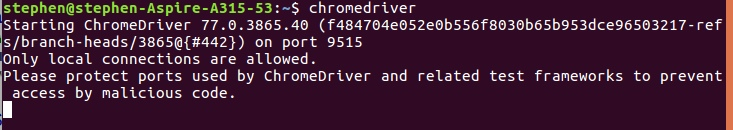 stephen@stephen-Aspire-A315-53:~$ chromedriver
Starting ChromeDriver 77.0.3865.40 (f484704e052e0b556f8030b65b953dce96503217-ref
s/branch-heads/3865@{#442}) on port 9515
Only local connections are allowed.
Please protect ports used by ChromeDriver and related test frameworks to prevent
 access by malicious code.